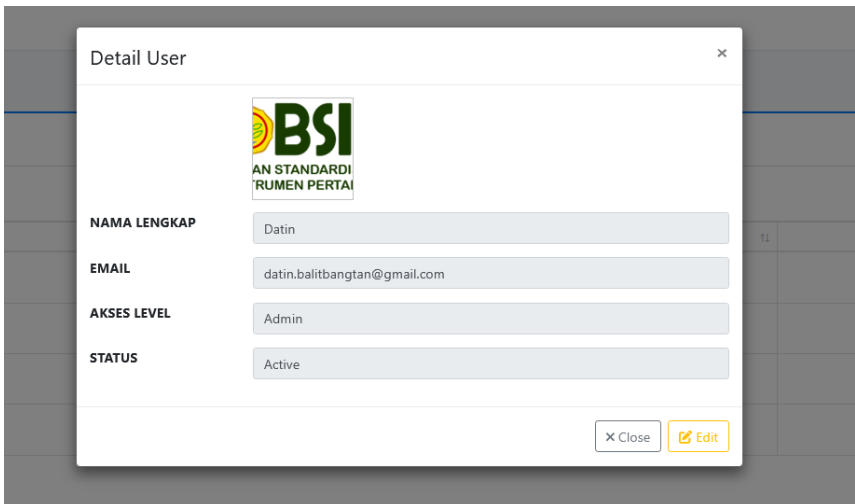 Detail User
×
BSI
AN STANDARDI
TRUMEN PERTAI
NAMA LENGKAP
Datin
EMAIL
datin.balitbangtan@gmail.com
AKSES LEVEL
Admin
STATUS
Active
× Close
Edit